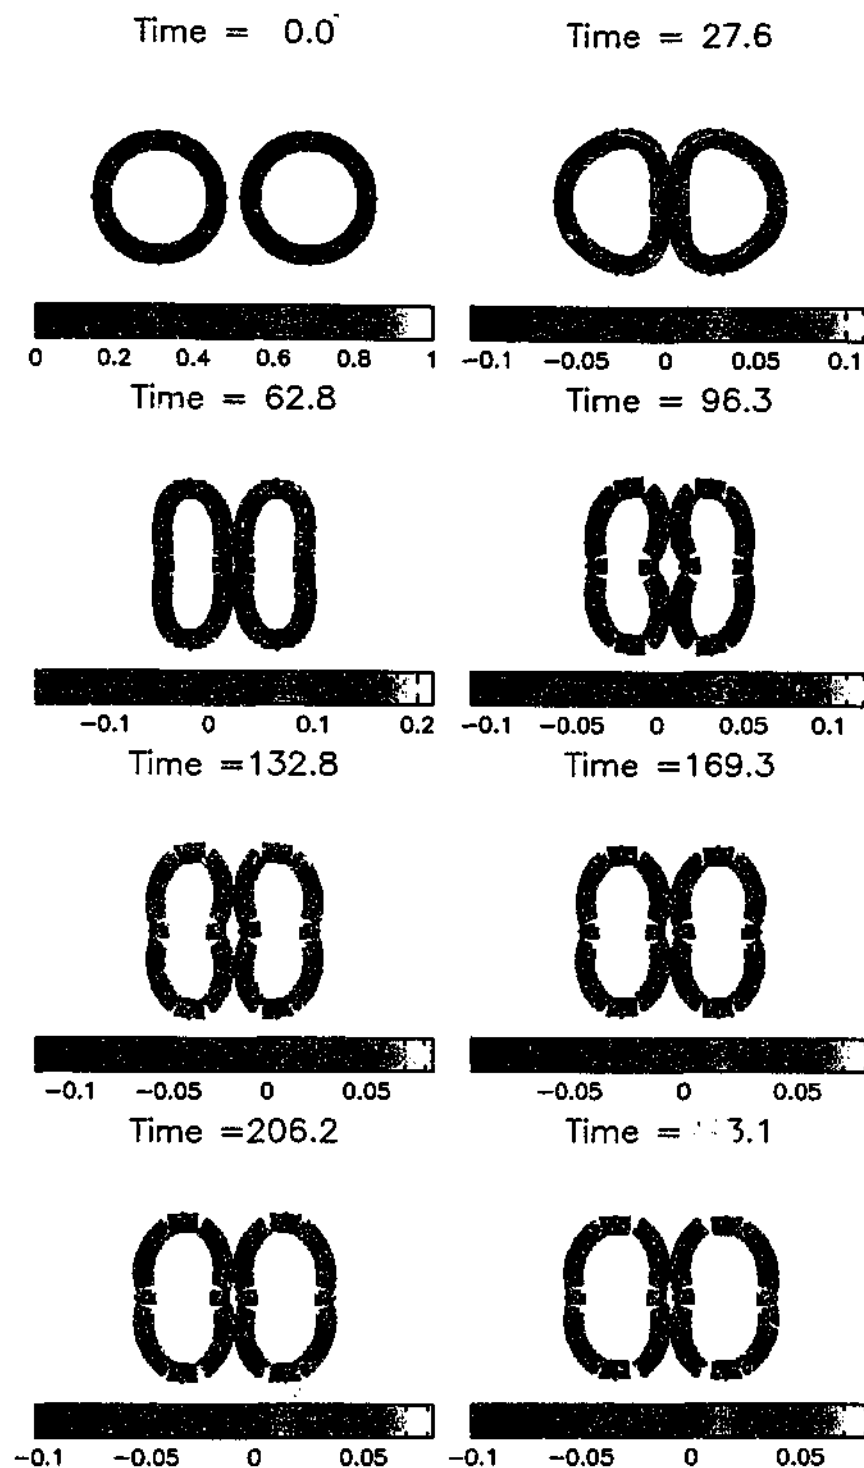 Time = 0.0
Time = 27.6
0 0.2 0.4 0.6 0.8 1
-0.1 -0.05 0 0.05 0.1
Time = 62.8
Time = 96.3
-0.1 0 0.1 0.2
-0.1 -0.05 0 0.05 0.1
Time =132.8
Time =169.3
-0.1 -0.05 0 0.05
-0.05 0 0.05
Time =206.2
Time = 3.1
-0.1 -0.05 0 0.05
-0.1 -0.05 0 0.05